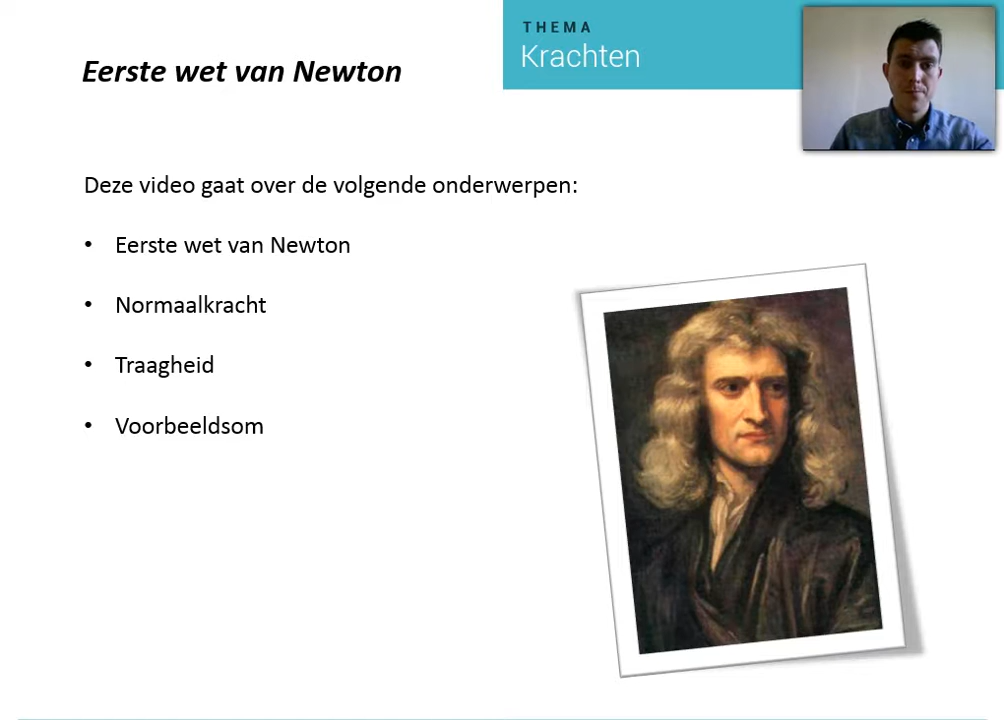 THEMA
Krachten
Eerste wet van Newton
Deze video gaat over de volgende onderwerpen:
• Eerste wet van Newton
• Normaalkracht
• Traagheid
• Voorbeeldsom